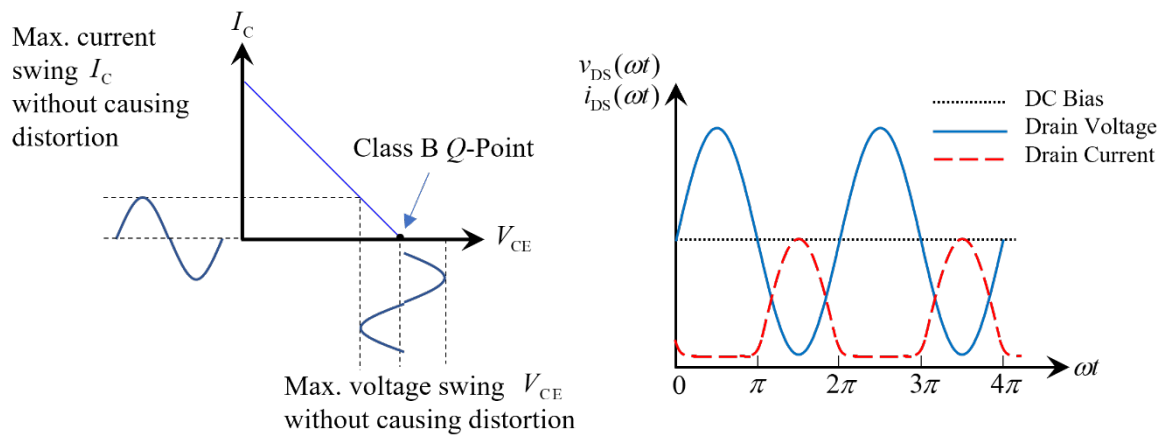 I_C
Max. current
swing I_C
without causing
distortion
Class B Q-Point
V_CE
Max. voltage swing V_CE
without causing distortion
v_DS(ωt)
i_DS(ωt)
DC Bias
Drain Voltage
Drain Current
0 π 2π 3π 4π ωt